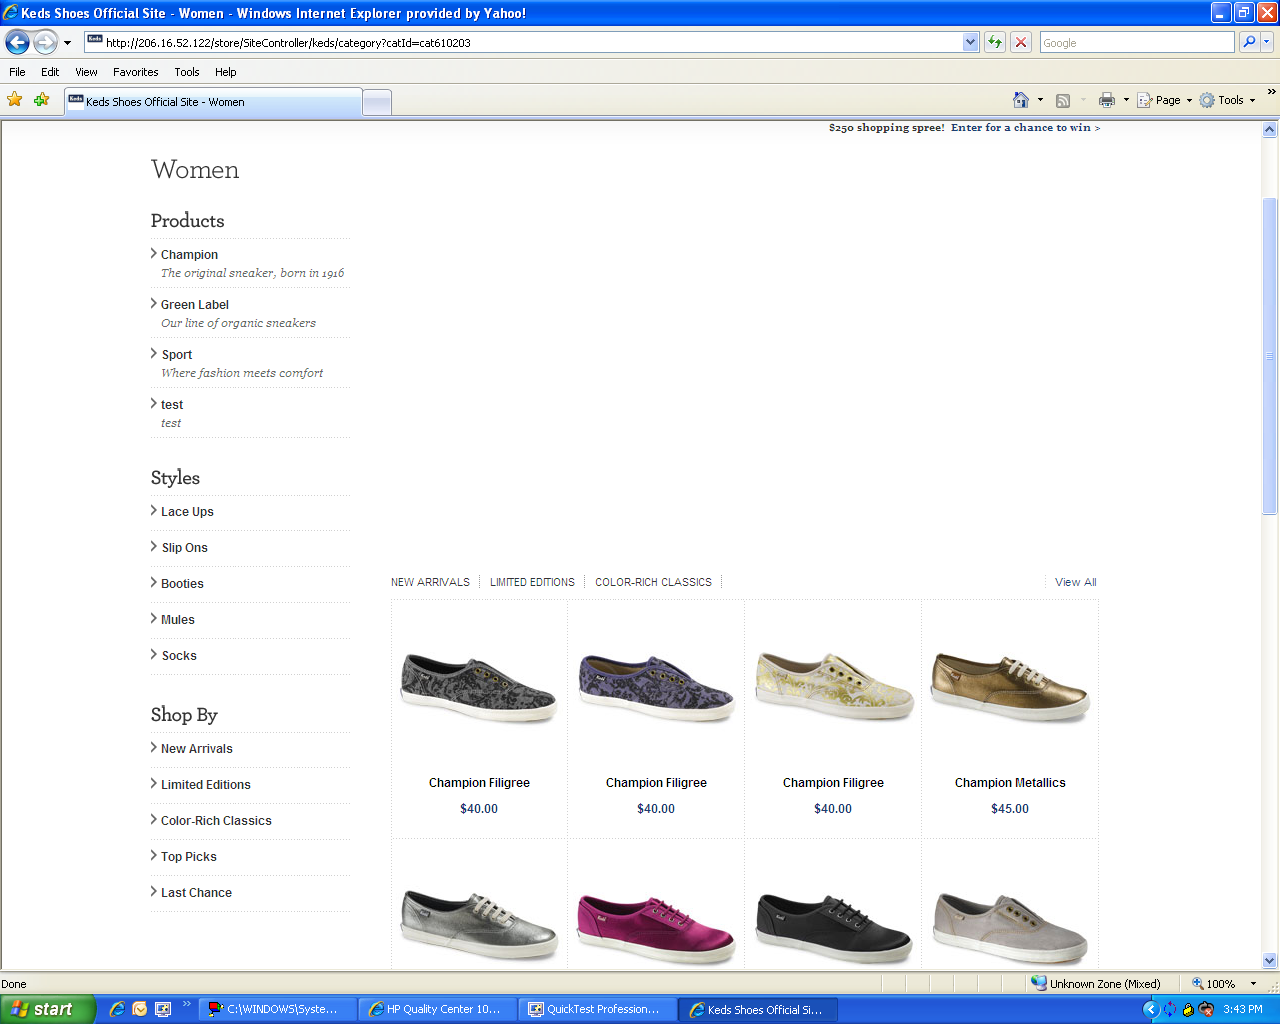 Keds Shoes Official Site - Women - Windows Internet Explorer provided by Yahoo!
Keds http://206.16.52.122/store/SiteController/keds/category?catId=cat610203
Google
File Edit View Favorites Tools Help
Keds Keds Shoes Official Site - Women
Page Tools
$250 shopping spree! Enter for a chance to win >
Women
Products
Champion
The original sneaker, born in 1916
Green Label
Our line of organic sneakers
Sport
Where fashion meets comfort
test
test
Styles
Lace Ups
Slip Ons
Booties
Mules
Socks
Shop By
New Arrivals
Limited Editions
Color-Rich Classics
Top Picks
Last Chance
NEW ARRIVALS LIMITED EDITIONS COLOR-RICH CLASSICS View All
Champion Filigree
$40.00
Champion Filigree
$40.00
Champion Filigree
$40.00
Champion Metallics
$45.00
Done
Unknown Zone (Mixed)
100%
start
C:\WINDOWS\Syste...
HP Quality Center 10...
QuickTest Profession...
Keds Shoes Official Si...
3:43 PM